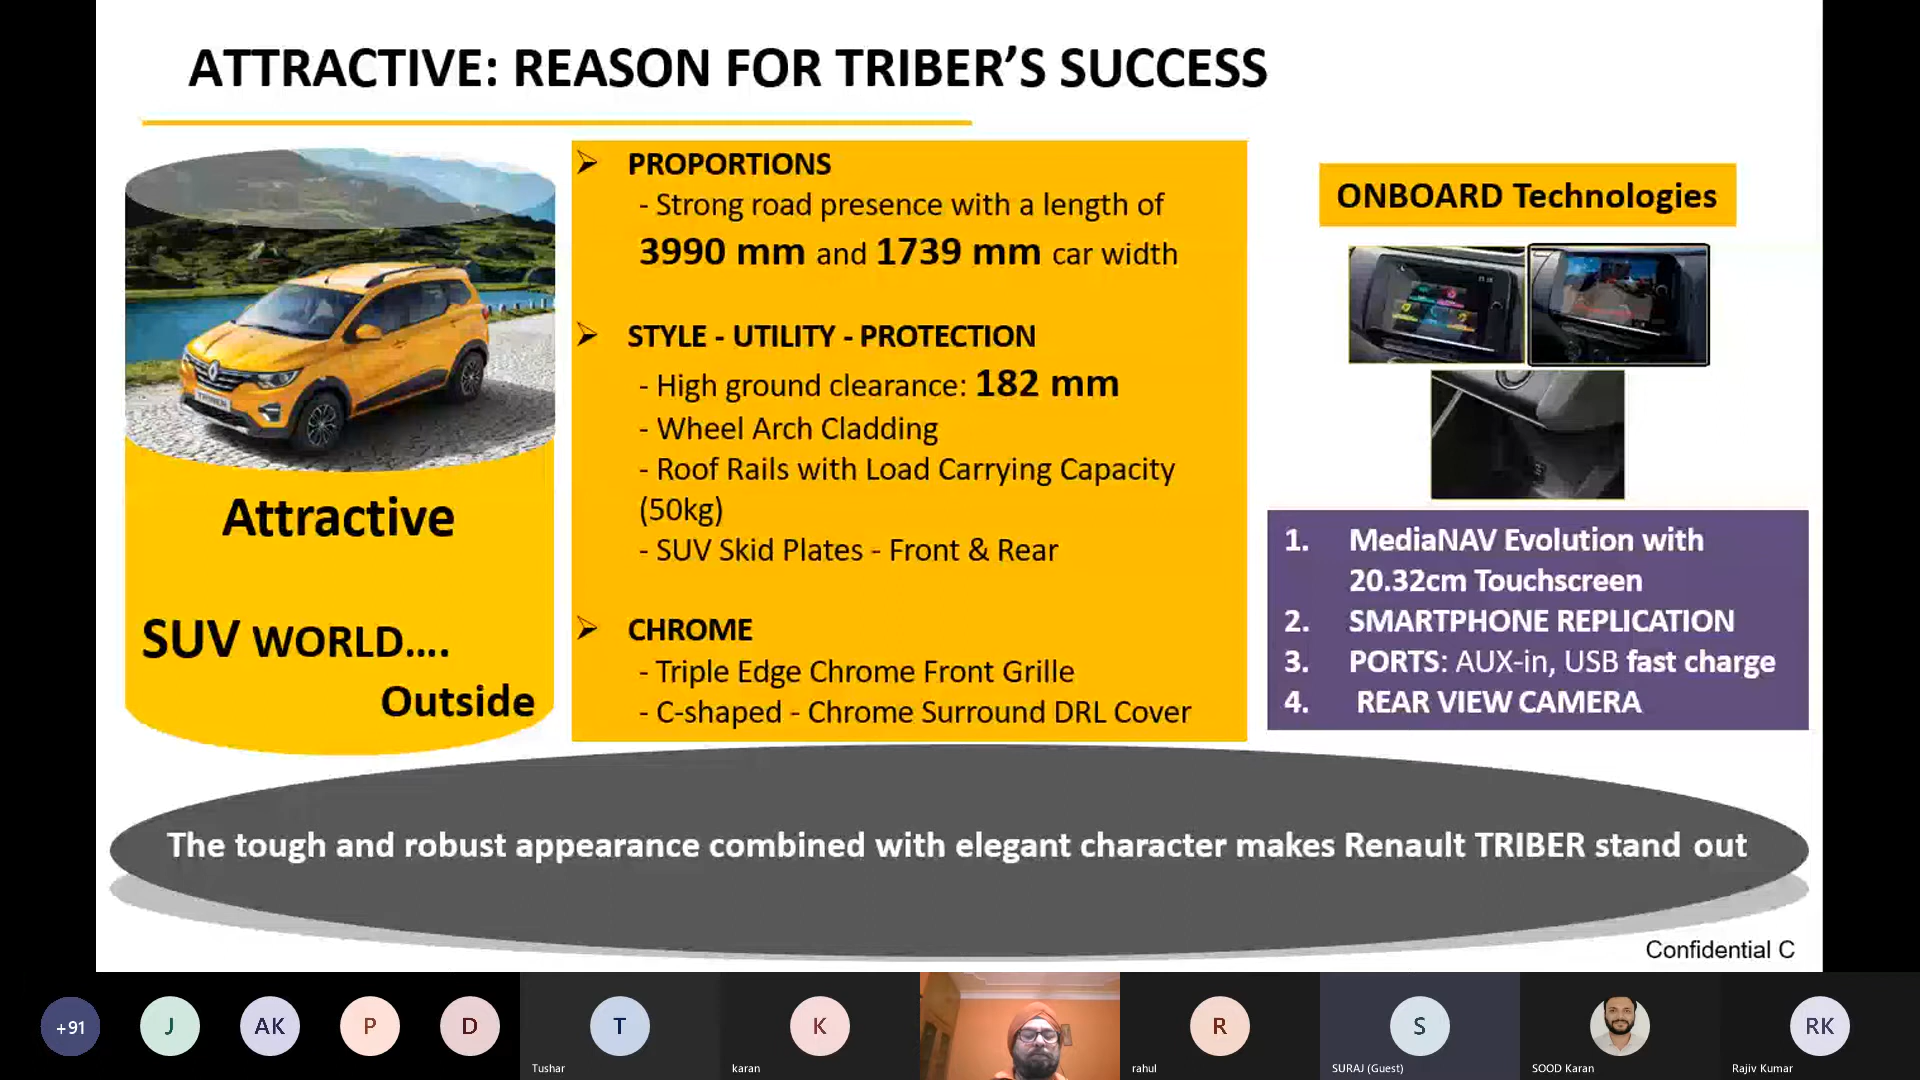 ATTRACTIVE: REASON FOR TRIBER’S SUCCESS
TRIBER
Attractive
SUV WORLD....
Outside
➢ PROPORTIONS
- Strong road presence with a length of
3990 mm and 1739 mm car width
➢ STYLE - UTILITY - PROTECTION
- High ground clearance: 182 mm
- Wheel Arch Cladding
- Roof Rails with Load Carrying Capacity
(50kg)
- SUV Skid Plates - Front & Rear
➢ CHROME
- Triple Edge Chrome Front Grille
- C-shaped - Chrome Surround DRL Cover
ONBOARD Technologies
1. MediaNAV Evolution with
20.32cm Touchscreen
2. SMARTPHONE REPLICATION
3. PORTS: AUX-in, USB fast charge
4. REAR VIEW CAMERA
The tough and robust appearance combined with elegant character makes Renault TRIBER stand out
Confidential C
+91
J
AK
P
D
T
Tushar
K
karan
R
rahul
S
SURAJ (Guest)
SOOD Karan
RK
Rajiv Kumar